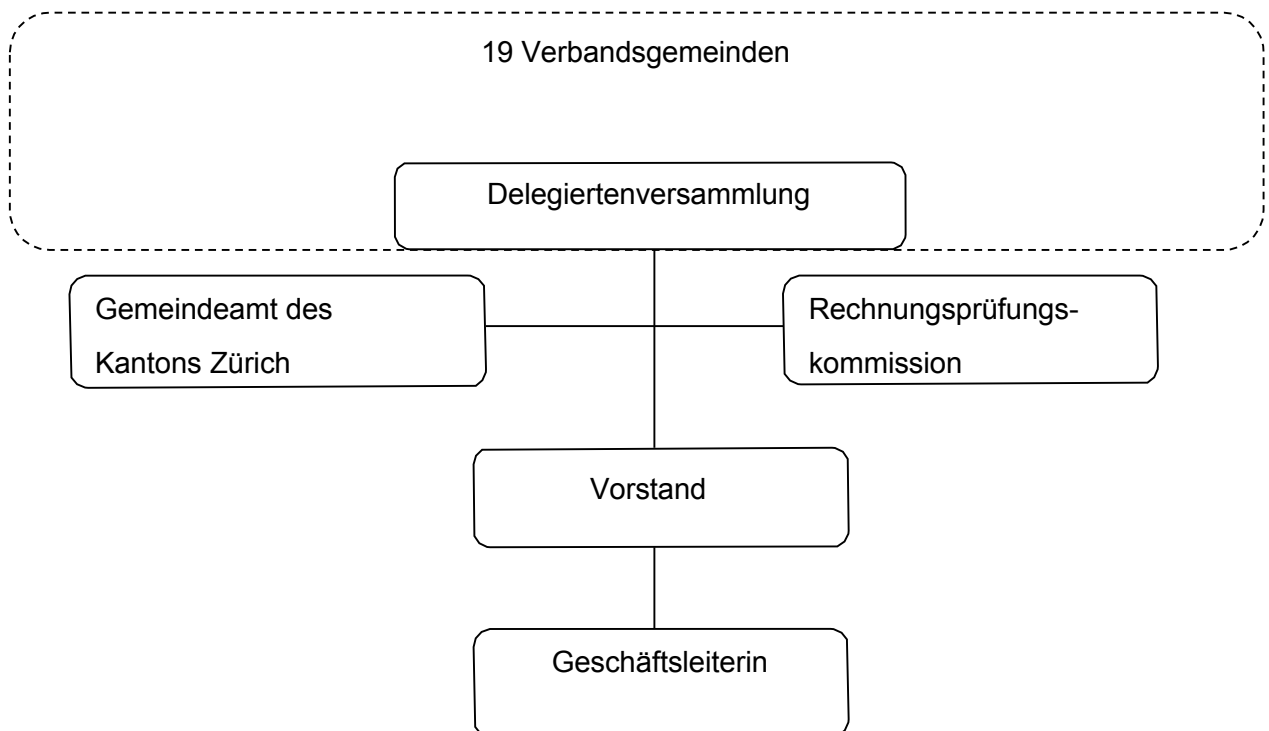 19 Verbandsgemeinden
Delegiertenversammlung
Gemeindeamt des
Kantons Zürich
Rechnungsprüfungs-
kommission
Vorstand
Geschäftsleiterin